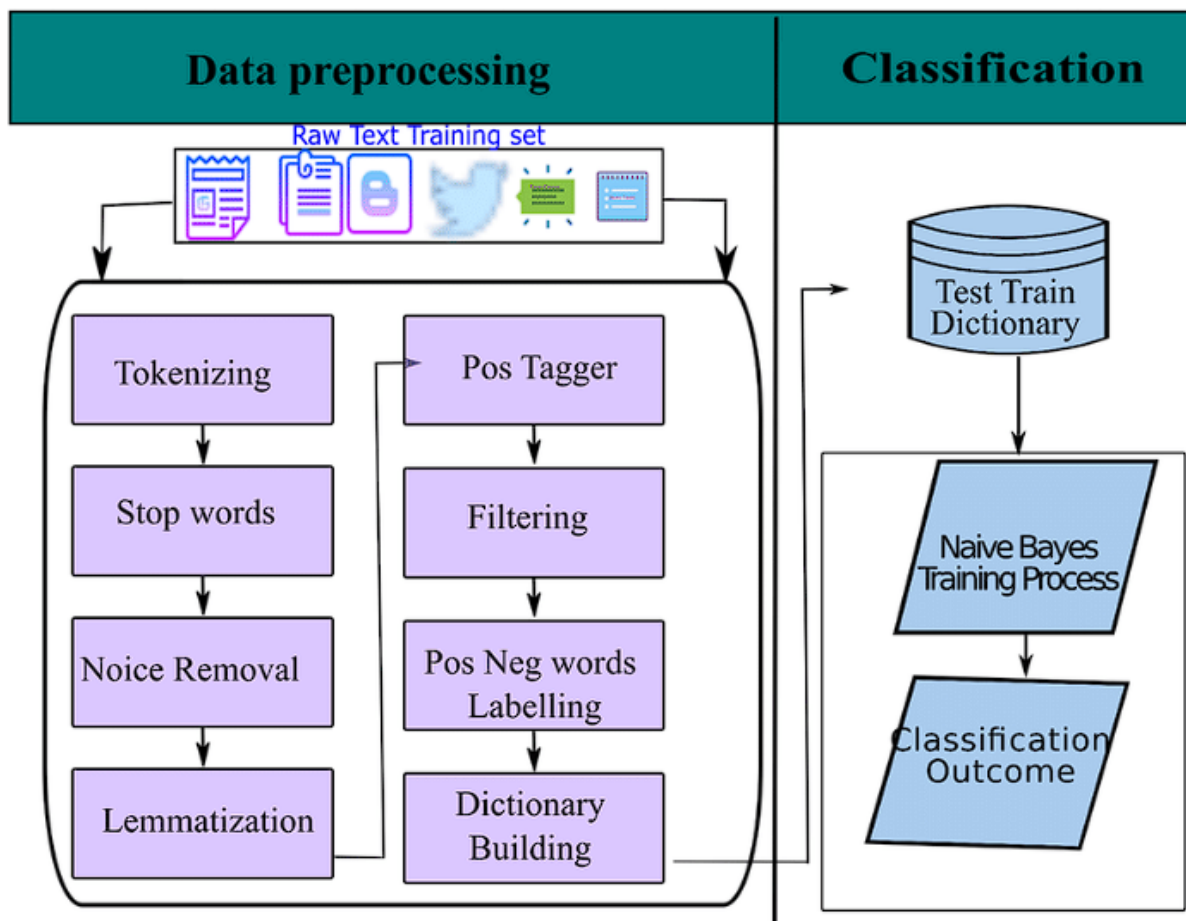 Data preprocessing
Classification
Raw Text Training set
Tokenizing
Stop words
Noice Removal
Lemmatization
Pos Tagger
Filtering
Pos Neg words
Labelling
Dictionary
Building
Test Train
Dictionary
Naive Bayes
Training Process
Classification
Outcome